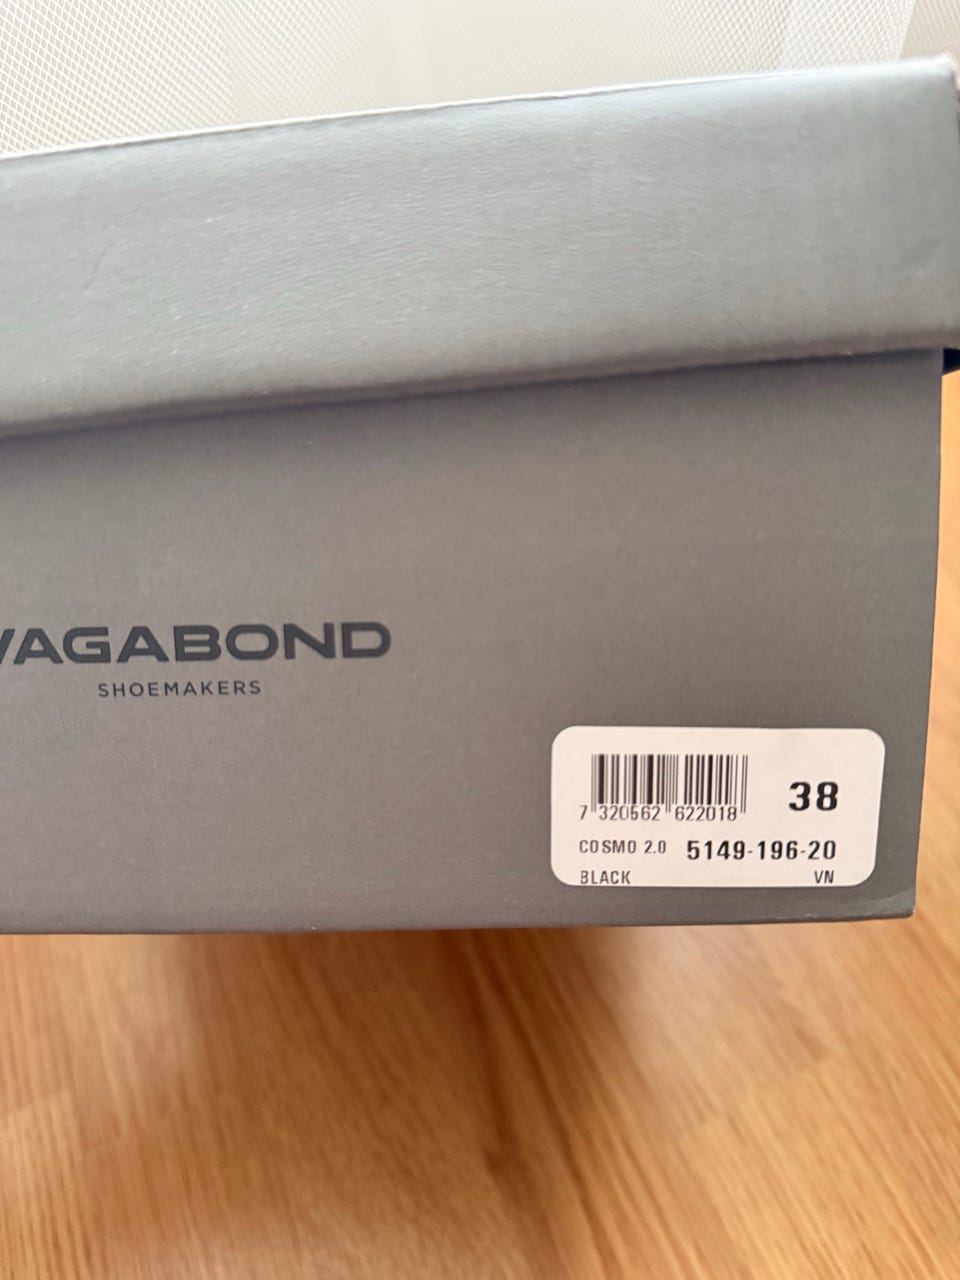 VAGABOND
SHOEMAKERS
38
7 320562 622018
COSMO 2.0 5149-196-20
BLACK VN